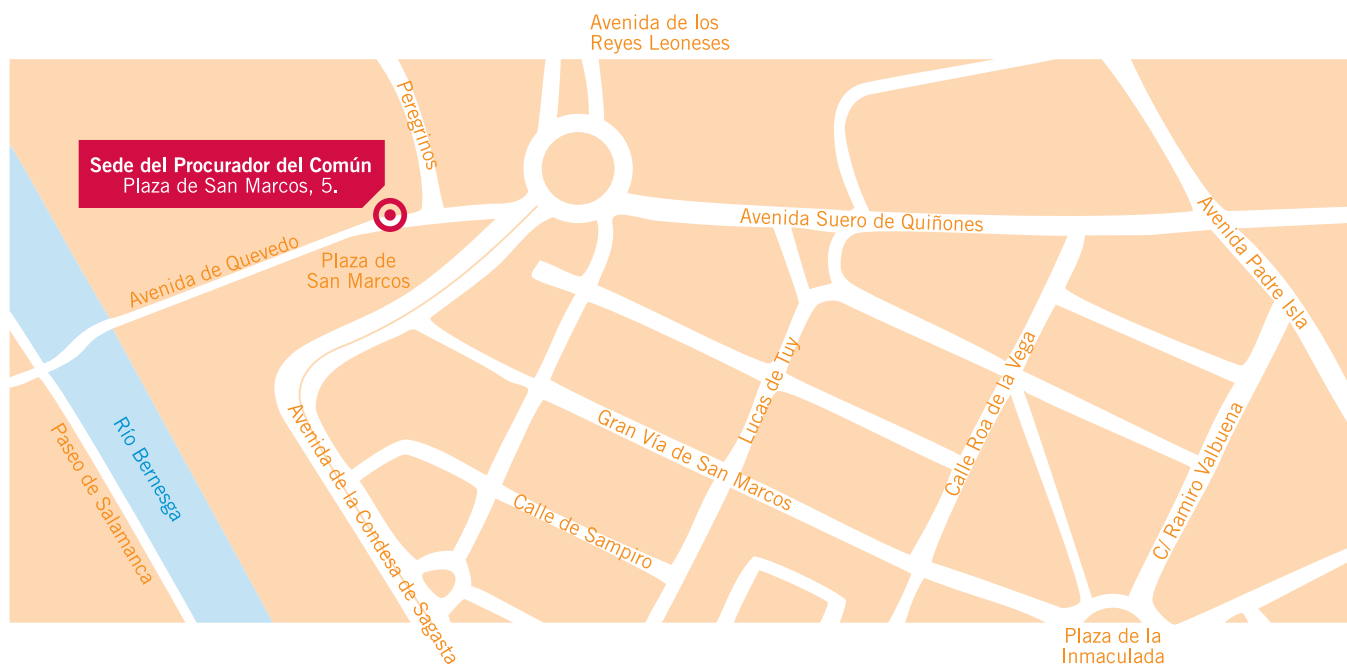 Avenida de los
Reyes Leoneses
Peregrinos
Sede del Procurador del Común
Plaza de San Marcos, 5.
Avenida Suero de Quiñones
Avenida Padre Isla
Avenida de Quevedo
Plaza de
San Marcos
Lucas de Tuy
Calle Roa de la Vega
Gran Vía de San Marcos
C/ Ramiro Valbuena
Río Bernesga
Paseo de Salamanca
Avenida de la Condesa de Sagasta
Calle de Sampiro
Plaza de la
Inmaculada